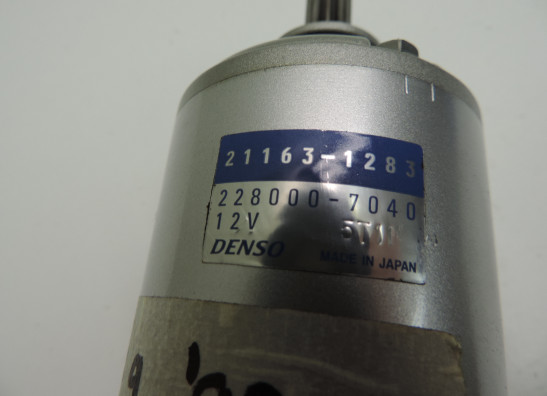 21163-1283
228000-7040
12V
DENSO MADE IN JAPAN